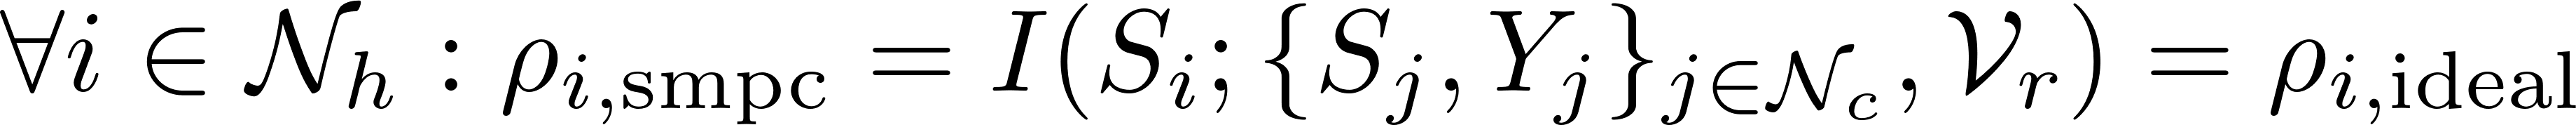 ∀i ∈ 𝒩_h : ρ_{i,smpc} = I(S_i; {S_j, Y_j}_{j∈𝒩_c}, 𝒱_r) = ρ_{i,ideal}